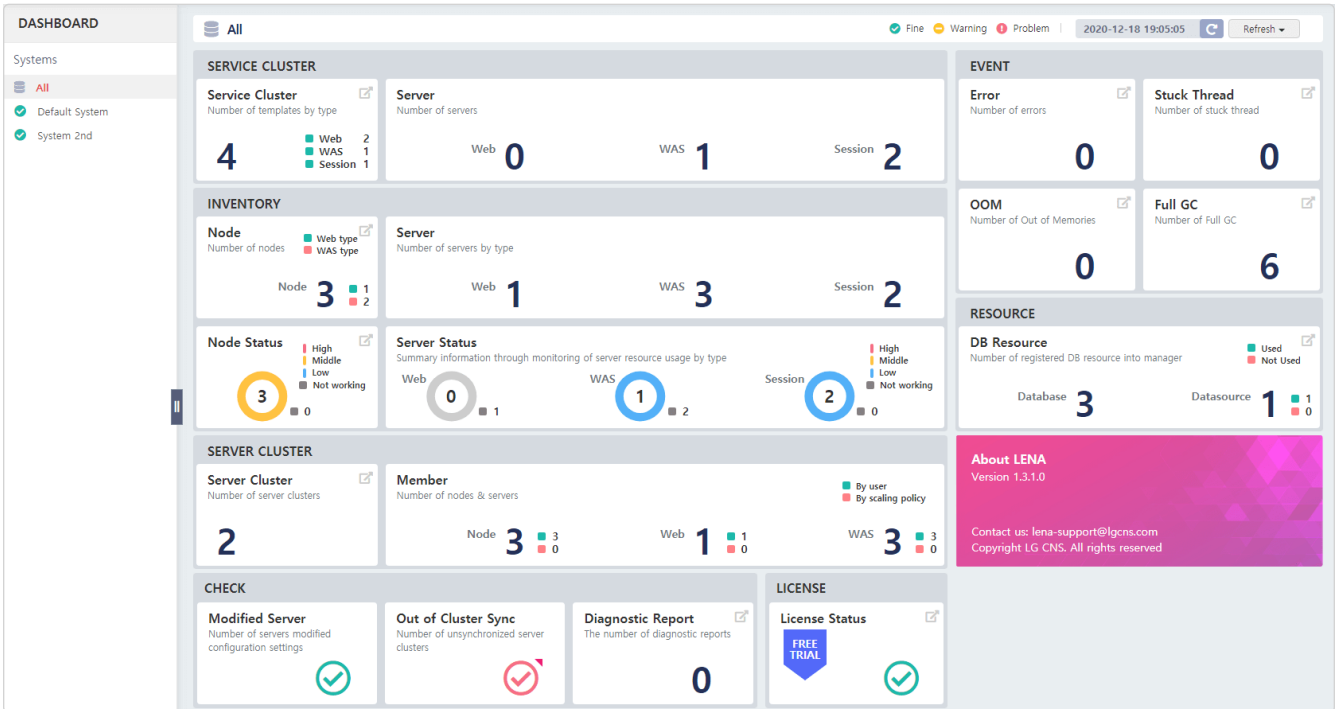 DASHBOARD
Systems
All
Default System
System 2nd
All
Fine
Warning
Problem
2020-12-18 19:05:05
Refresh
SERVICE CLUSTER
Service Cluster
Number of templates by type
4
Web 2
WAS 1
Session 1
Server
Number of servers
Web 0
WAS 1
Session 2
INVENTORY
Node
Number of nodes
Web type
WAS type
Node 3
1
2
Server
Number of servers by type
Web 1
WAS 3
Session 2
Node Status
High
Middle
Low
Not working
3
0
Server Status
Summary information through monitoring of server resource usage by type
High
Middle
Low
Not working
Web
0
1
WAS
1
2
Session
2
0
SERVER CLUSTER
Server Cluster
Number of server clusters
2
Member
Number of nodes & servers
By user
By scaling policy
Node 3
3
0
Web 1
1
0
WAS 3
3
0
CHECK
Modified Server
Number of servers modified
configuration settings
Out of Cluster Sync
Number of unsynchronized server
clusters
Diagnostic Report
The number of diagnostic reports
0
LICENSE
License Status
FREE
TRIAL
EVENT
Error
Number of errors
0
Stuck Thread
Number of stuck thread
0
OOM
Number of Out of Memories
0
Full GC
Number of Full GC
6
RESOURCE
DB Resource
Number of registered DB resource into manager
Used
Not Used
Database 3
Datasource 1
1
0
About LENA
Version 1.3.1.0
Contact us: lena-support@lgcns.com
Copyright LG CNS. All rights reserved